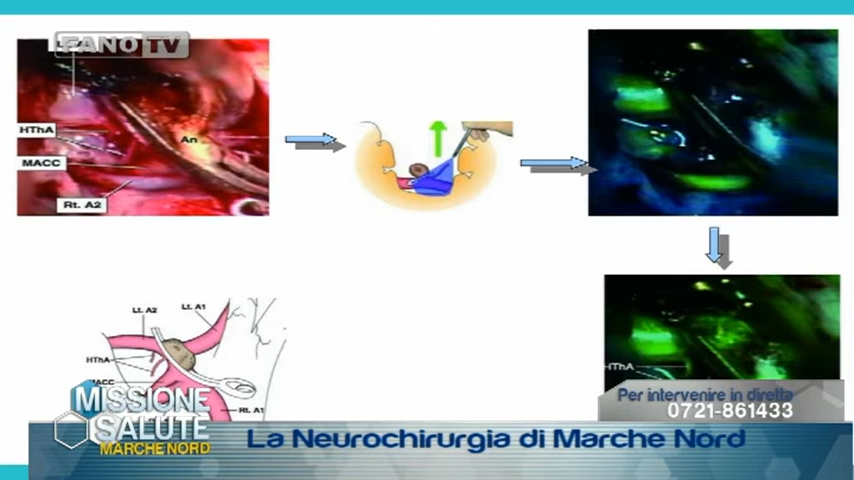 FANO TV
HThA
An
MACC
Rt. A2
Lt. A2
Lt. A1
HThA
MACC
Rt. A1
HThA
Per intervenire in diretta
0721-861433
MISSIONE
SALUTE
MARCHE NORD
La Neurochirurgia di Marche Nord